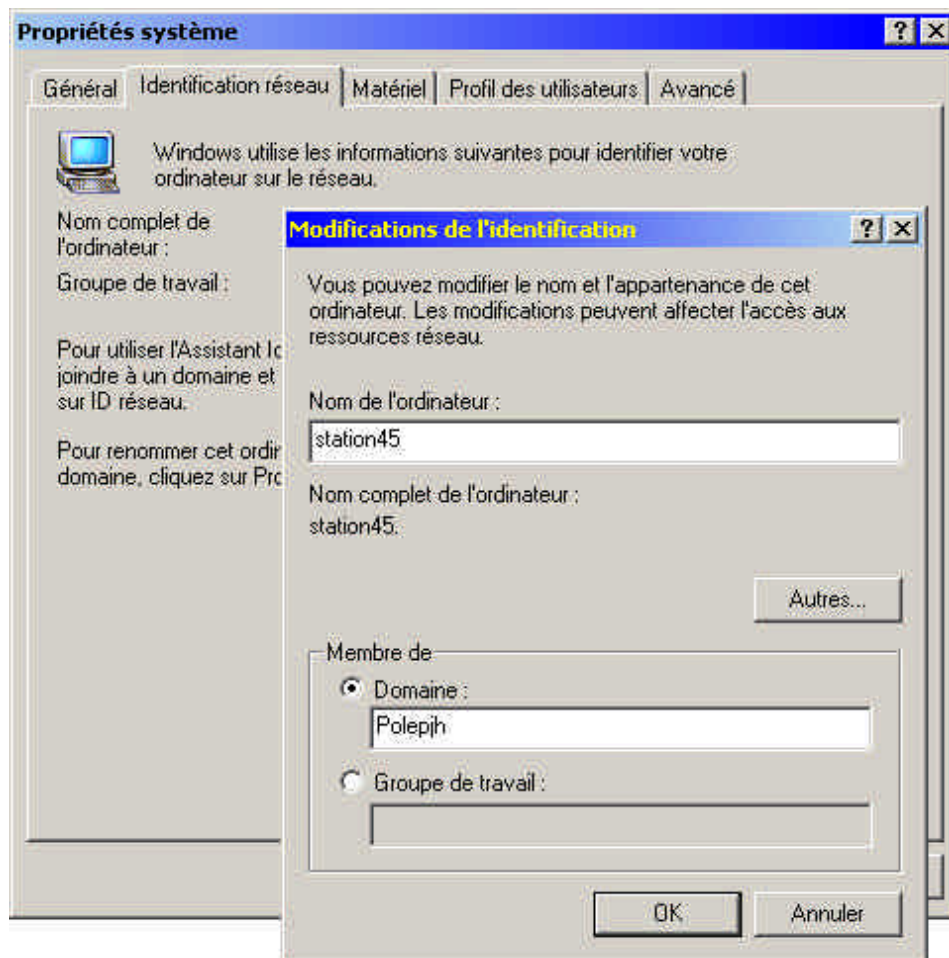 Propriétés système
Général Identification réseau Matériel Profil des utilisateurs Avancé
Windows utilise les informations suivantes pour identifier votre
ordinateur sur le réseau.
Nom complet de
l'ordinateur :
Groupe de travail :
Pour utiliser l'Assistant Id
joindre à un domaine et
sur ID réseau.
Pour renommer cet ordir
domaine, cliquez sur Pro
Modifications de l'identification
Vous pouvez modifier le nom et l'appartenance de cet
ordinateur. Les modifications peuvent affecter l'accès aux
ressources réseau.
Nom de l'ordinateur :
station45
Nom complet de l'ordinateur :
station45.
Autres...
Membre de
Domaine :
Polepjh
Groupe de travail :
OK Annuler